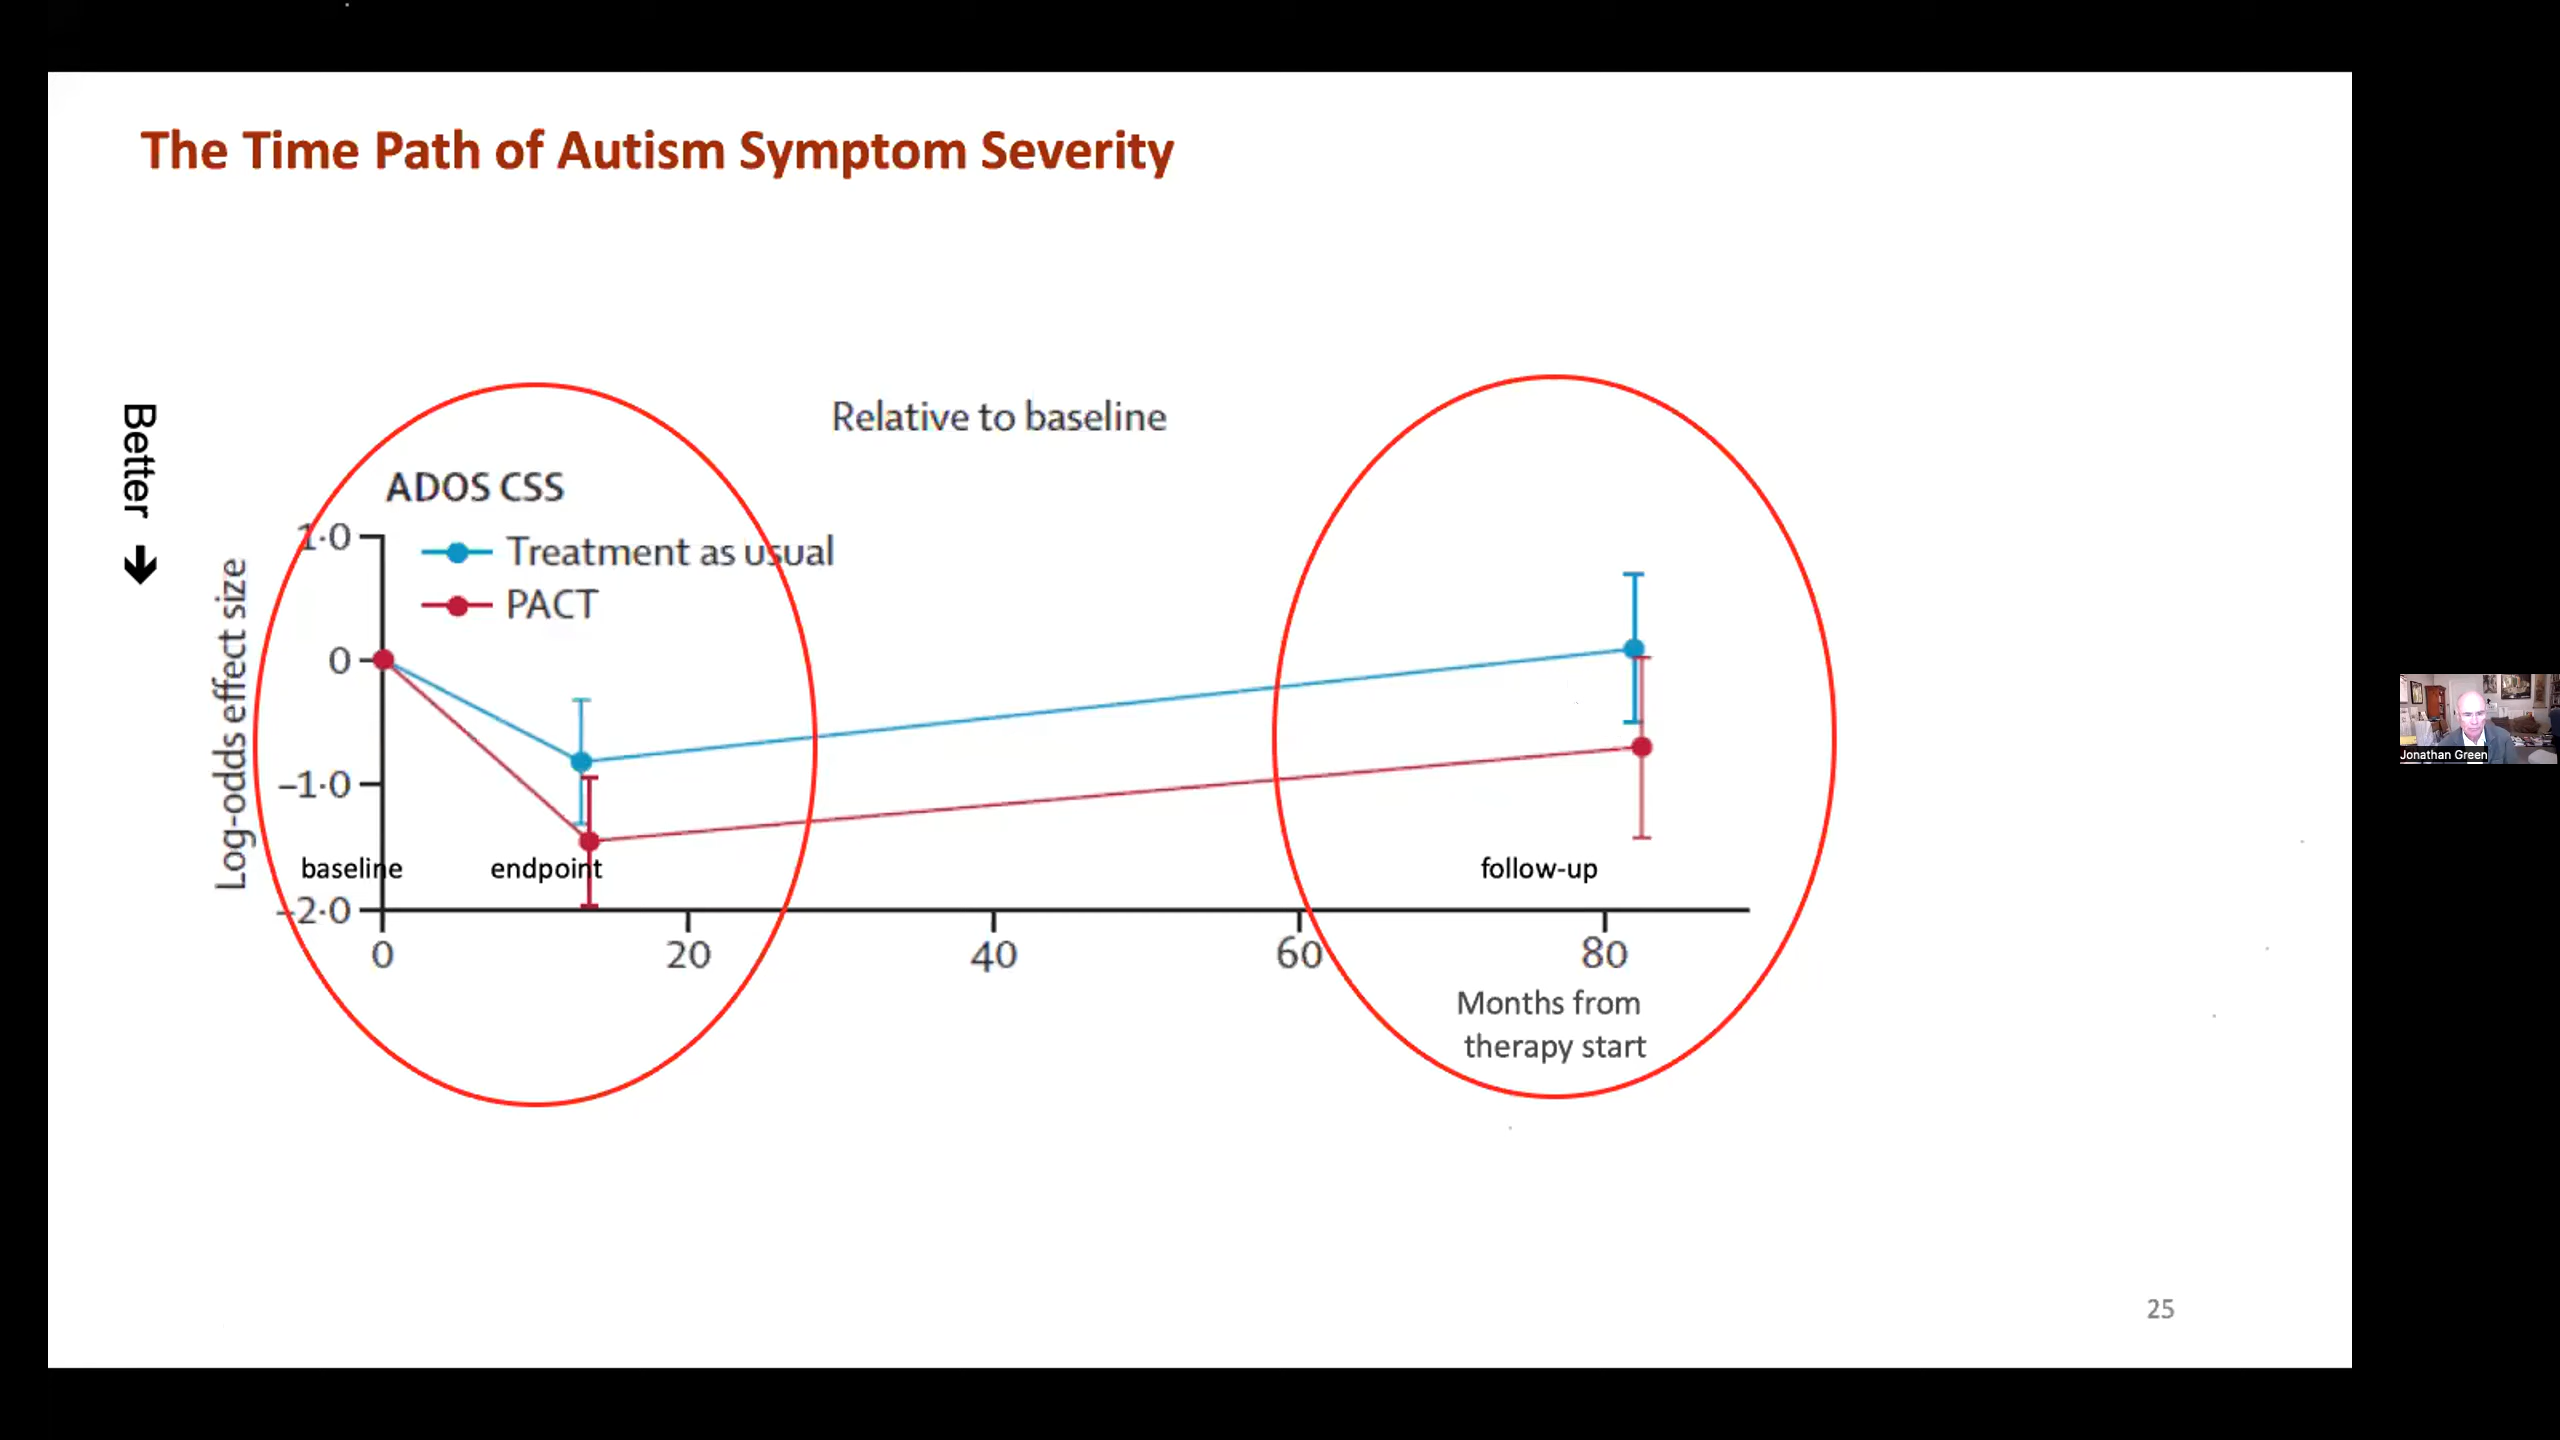 The Time Path of Autism Symptom Severity
Better
Relative to baseline
ADOS CSS
Treatment as usual
PACT
Log-odds effect size
1·0
0
–1·0
–2·0
baseline
endpoint
follow-up
0
20
40
60
80
Months from
therapy start
25
Jonathan Green